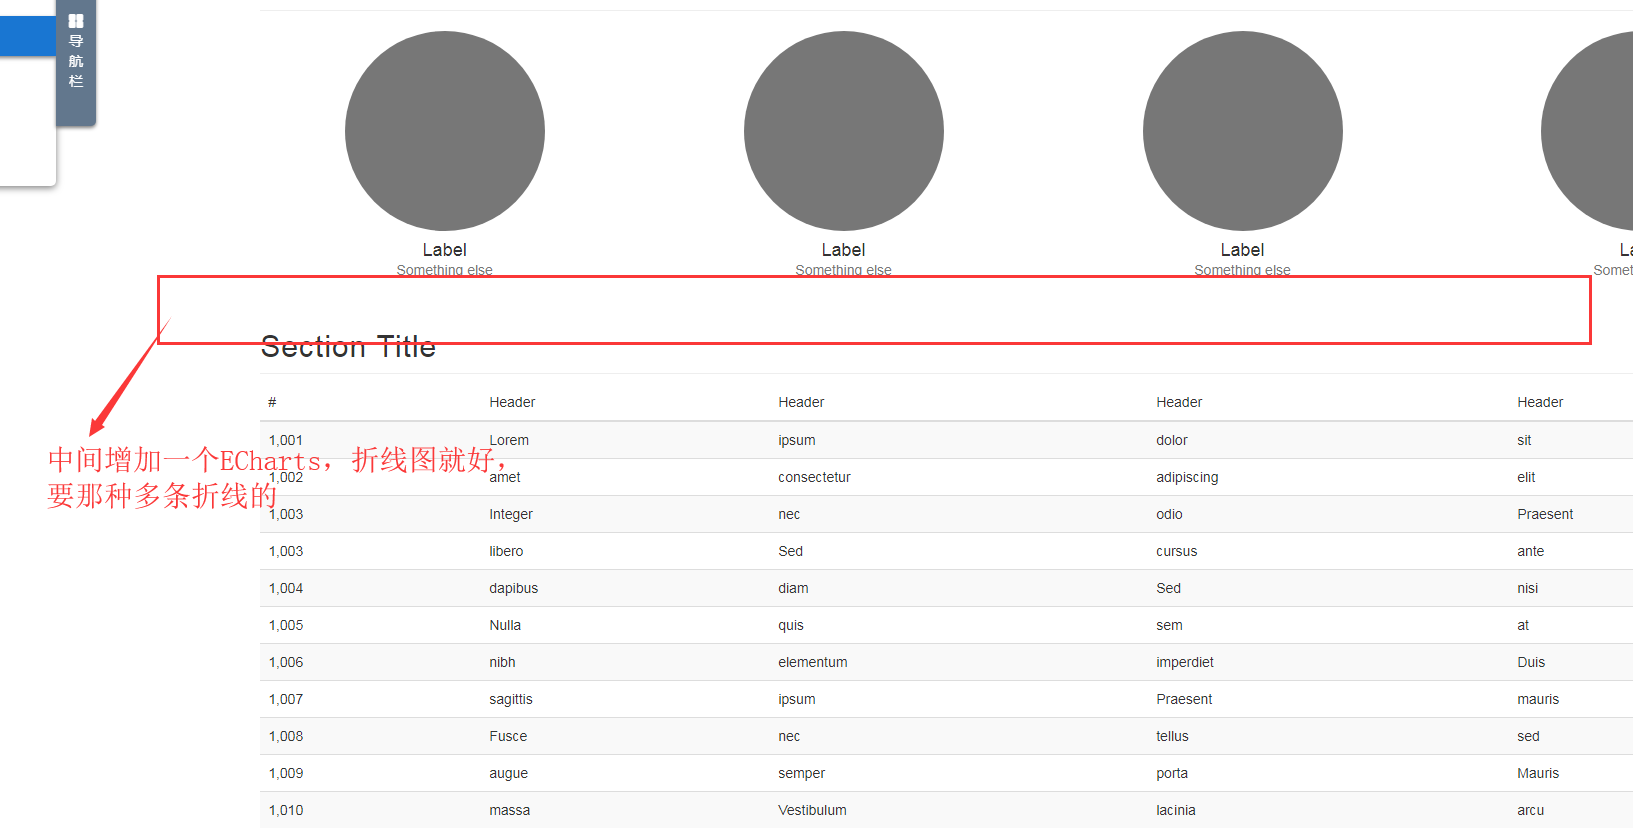 导
航
栏
Label Label Label La
Something else Something else Something else Somet
Section Title
# Header Header Header Header
1,001 Lorem ipsum dolor sit
中间增加一个ECharts，折线图就好，
1,002 amet consectetur adipiscing elit
要那种多条折线的
1,003 Integer nec odio Praesent
1,003 libero Sed cursus ante
1,004 dapibus diam Sed nisi
1,005 Nulla quis sem at
1,006 nibh elementum imperdiet Duis
1,007 sagittis ipsum Praesent mauris
1,008 Fusce nec tellus sed
1,009 augue semper porta Mauris
1,010 massa Vestibulum lacinia arcu